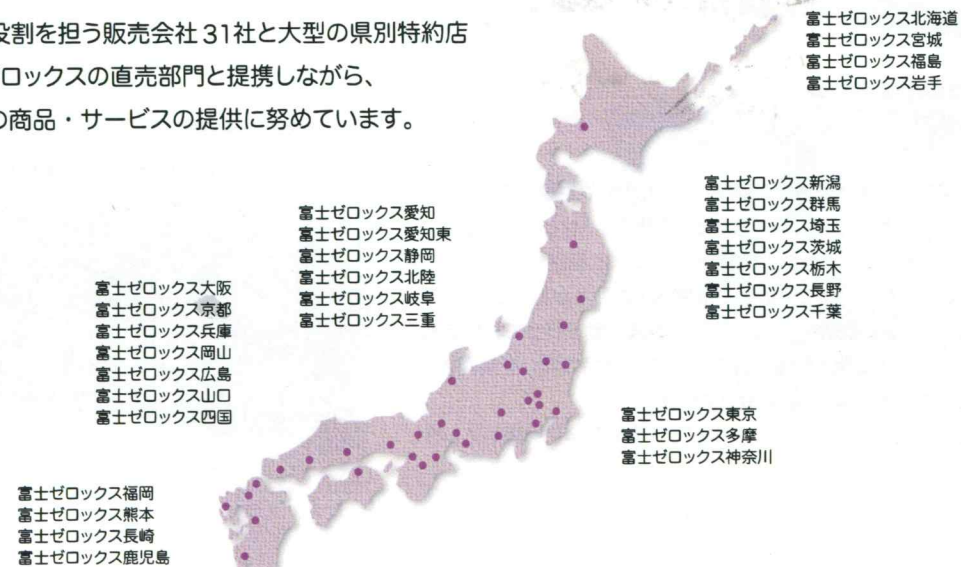 役割を担う販売会社31社と大型の県別特約店
ロックスの直売部門と提携しながら、
の商品・サービスの提供に努めています。
富士ゼロックス北海道
富士ゼロックス宮城
富士ゼロックス福島
富士ゼロックス岩手
富士ゼロックス新潟
富士ゼロックス群馬
富士ゼロックス埼玉
富士ゼロックス茨城
富士ゼロックス栃木
富士ゼロックス長野
富士ゼロックス千葉
富士ゼロックス愛知
富士ゼロックス愛知東
富士ゼロックス静岡
富士ゼロックス北陸
富士ゼロックス岐阜
富士ゼロックス三重
富士ゼロックス大阪
富士ゼロックス京都
富士ゼロックス兵庫
富士ゼロックス岡山
富士ゼロックス広島
富士ゼロックス山口
富士ゼロックス四国
富士ゼロックス東京
富士ゼロックス多摩
富士ゼロックス神奈川
富士ゼロックス福岡
富士ゼロックス熊本
富士ゼロックス長崎
富士ゼロックス鹿児島